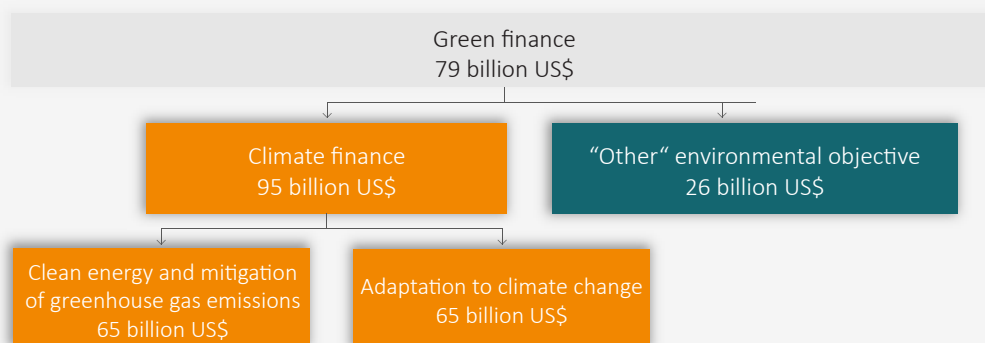 Green finance
79 billion US$
Climate finance
95 billion US$
“Other“ environmental objective
26 billion US$
Clean energy and mitigation
of greenhouse gas emissions
65 billion US$
Adaptation to climate change
65 billion US$